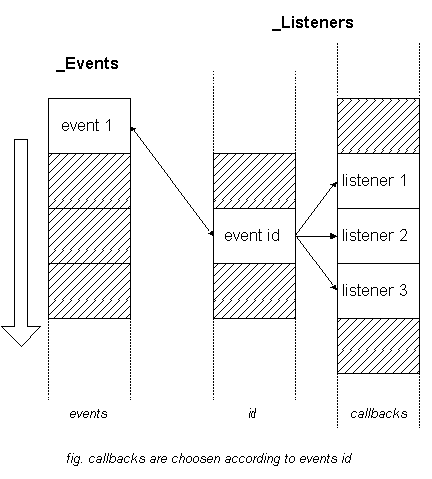 _Listeners
_Events
event 1
listener 1
event id
listener 2
listener 3
events
id
callbacks
fig. callbacks are choosen according to events id